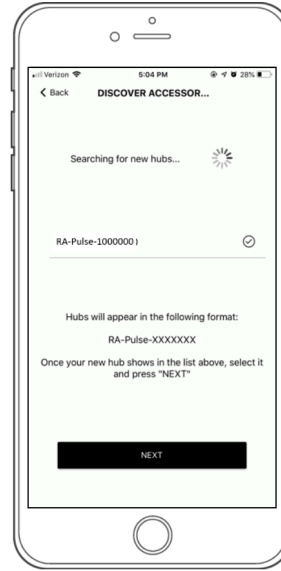 Verizon 5:04 PM 28%
Back DISCOVER ACCESSOR...
Searching for new hubs...
RA-Pulse-1000000)
Hubs will appear in the following format:
RA-Pulse-XXXXXXX
Once your new hub shows in the list above, select it
and press "NEXT"
NEXT